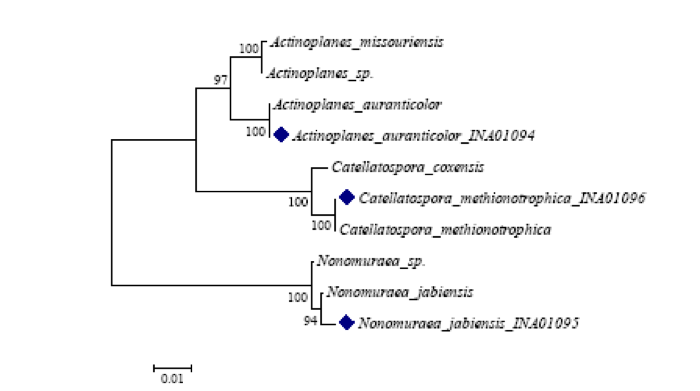 100
Actinoplanes_missouriensis
Actinoplanes_sp.
97
Actinoplanes_auranticolor
100
Actinoplanes_auranticolor_INA01094
Catellatospora_coxensis
100
Catellatospora_methionotrophica_INA01096
100
Catellatospora_methionotrophica
Nonomuraea_sp.
100
Nonomuraea_jabiensis
94
Nonomuraea_jabiensis_INA01095
0.01